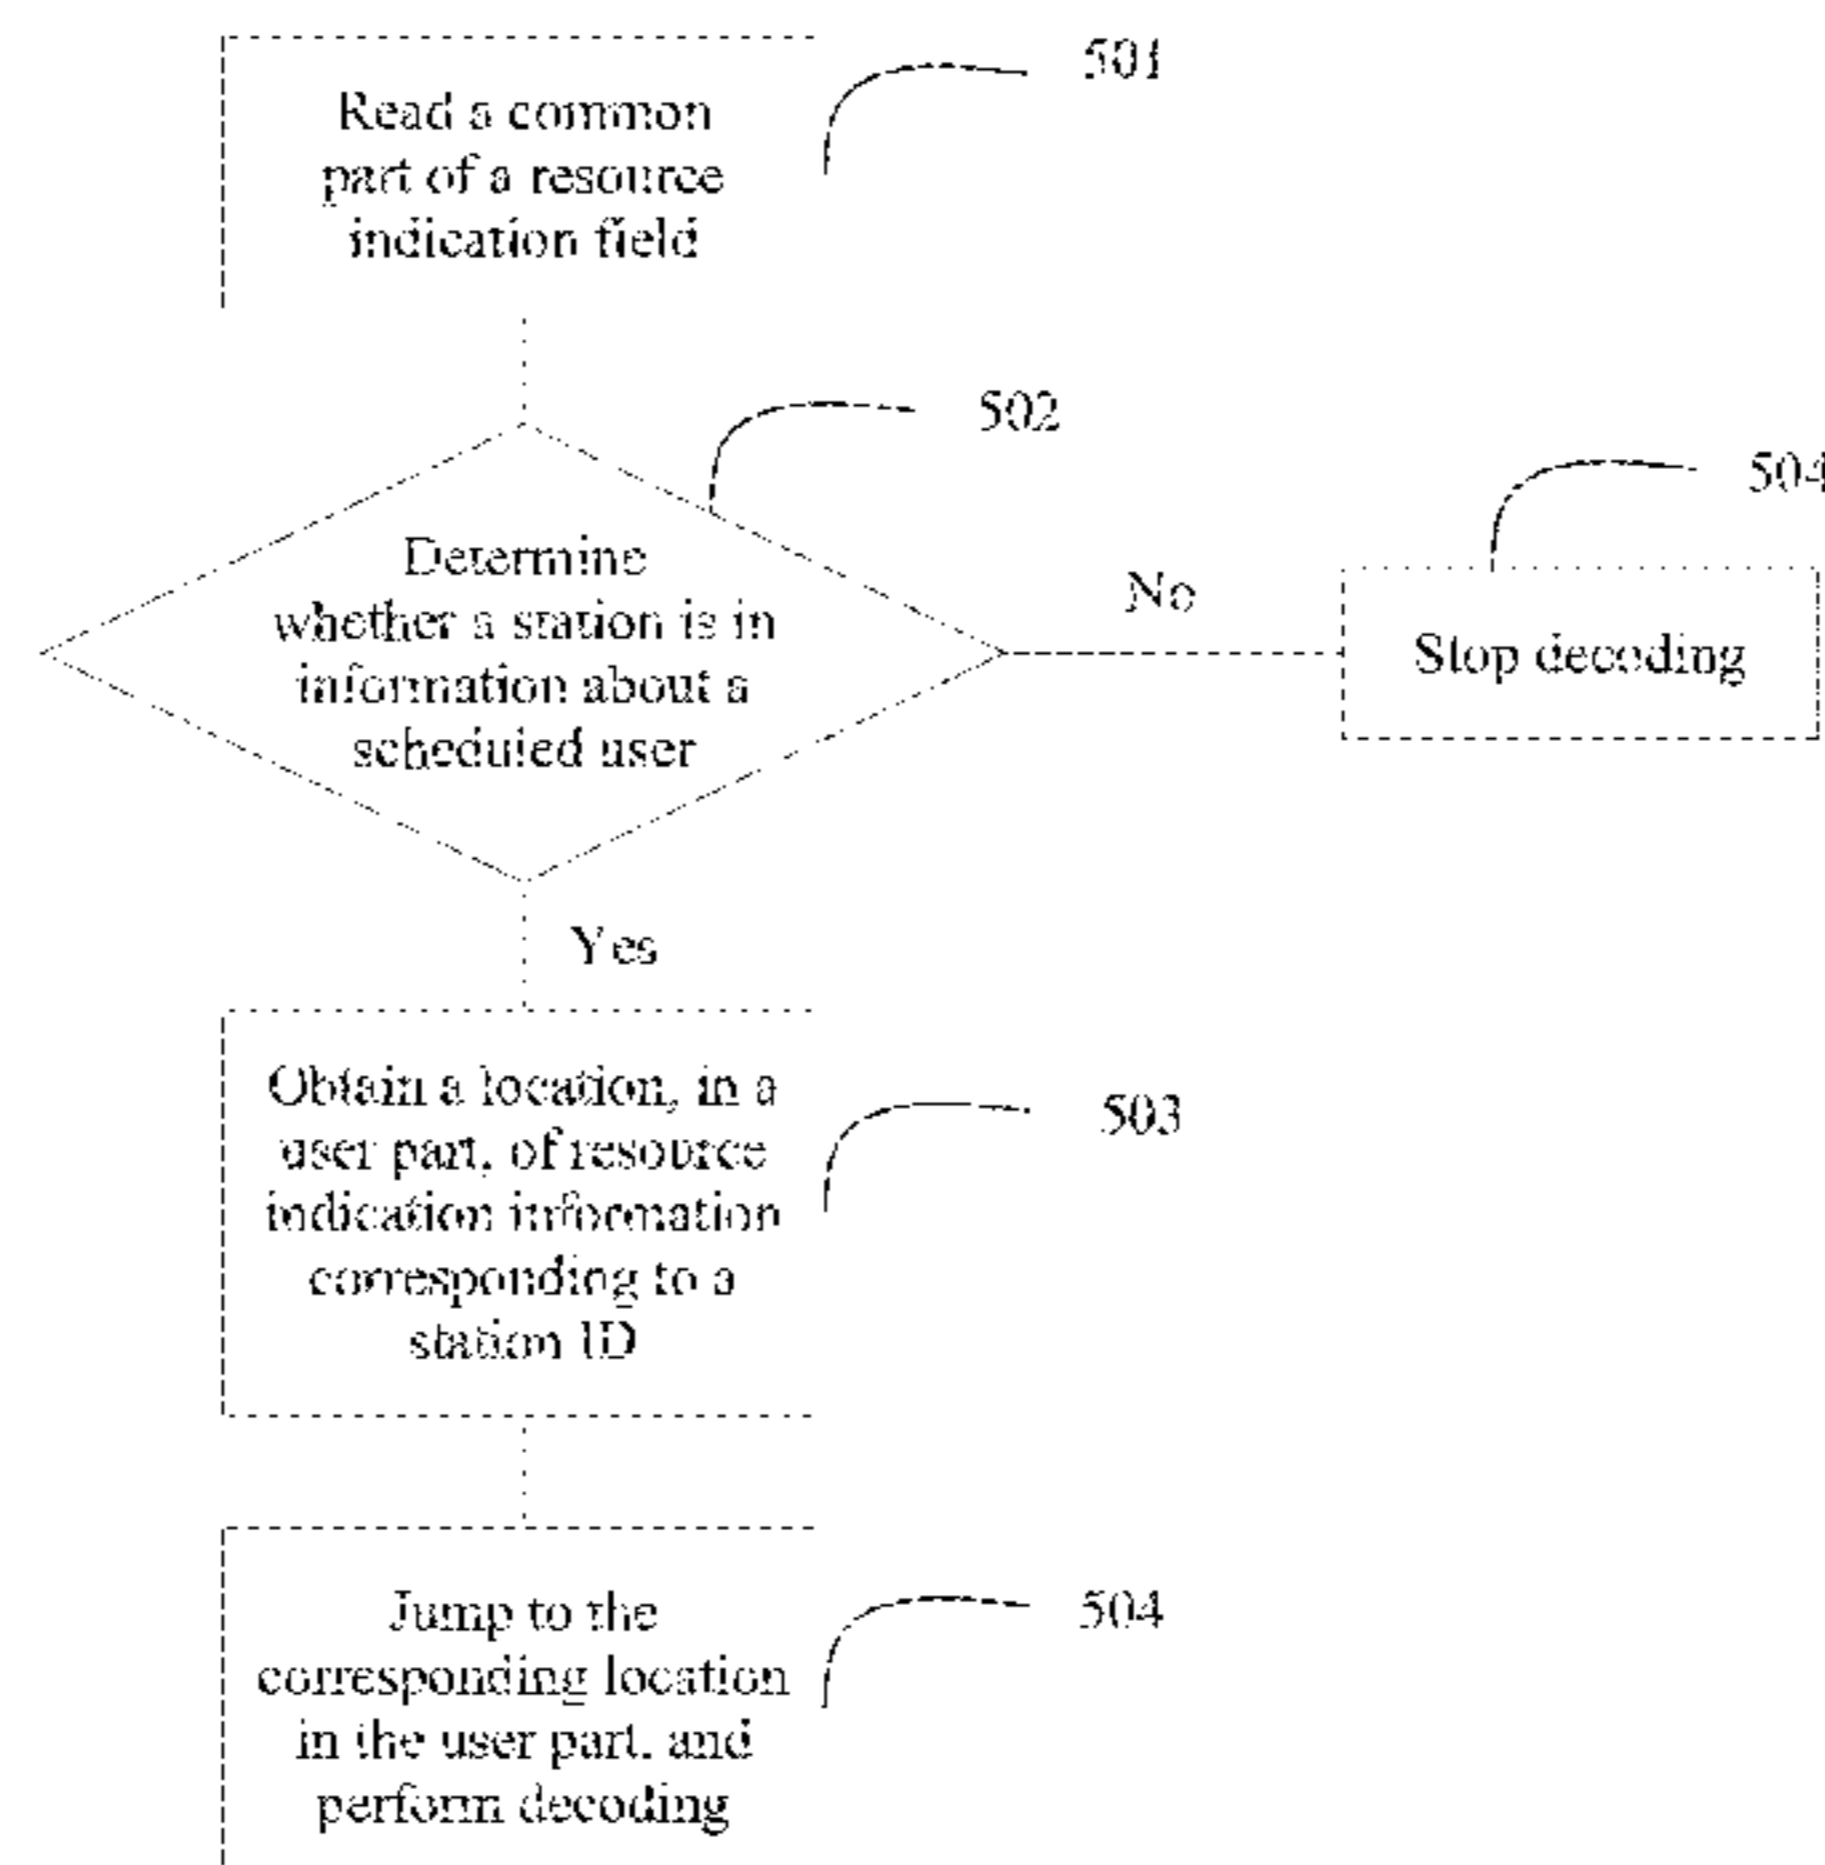 501
Read a common
part of a resource
indication field
502
504
Determine
whether a station is in
information about a
scheduled user
No
Stop decoding
Yes
Obtain a location, in a
user part, of resource
indication information
corresponding to a
station ID
503
Jump to the
corresponding location
in the user part, and
perform decoding
504